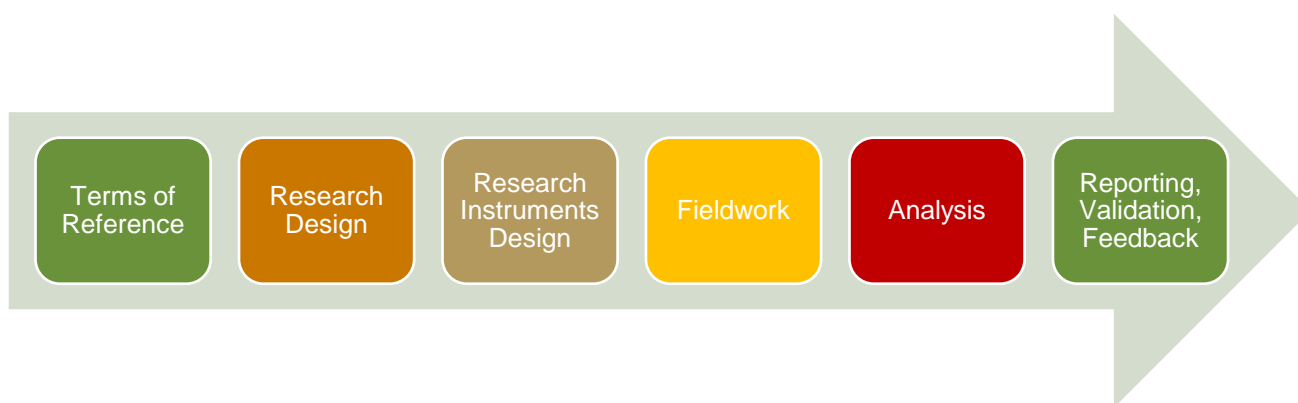 Terms of
Reference
Research
Design
Research
Instruments
Design
Fieldwork
Analysis
Reporting,
Validation,
Feedback